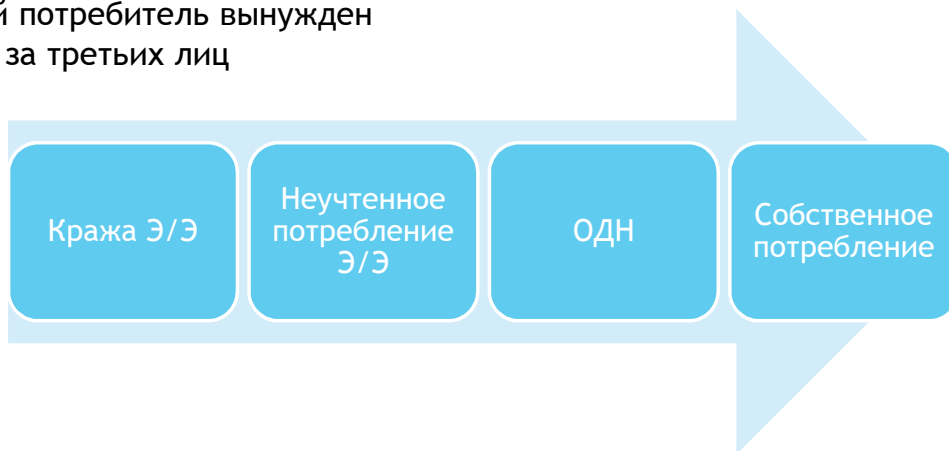 й потребитель вынужден
за третьих лиц
Кража Э/Э
Неучтенное
потребление
Э/Э
ОДН
Собственное
потребление